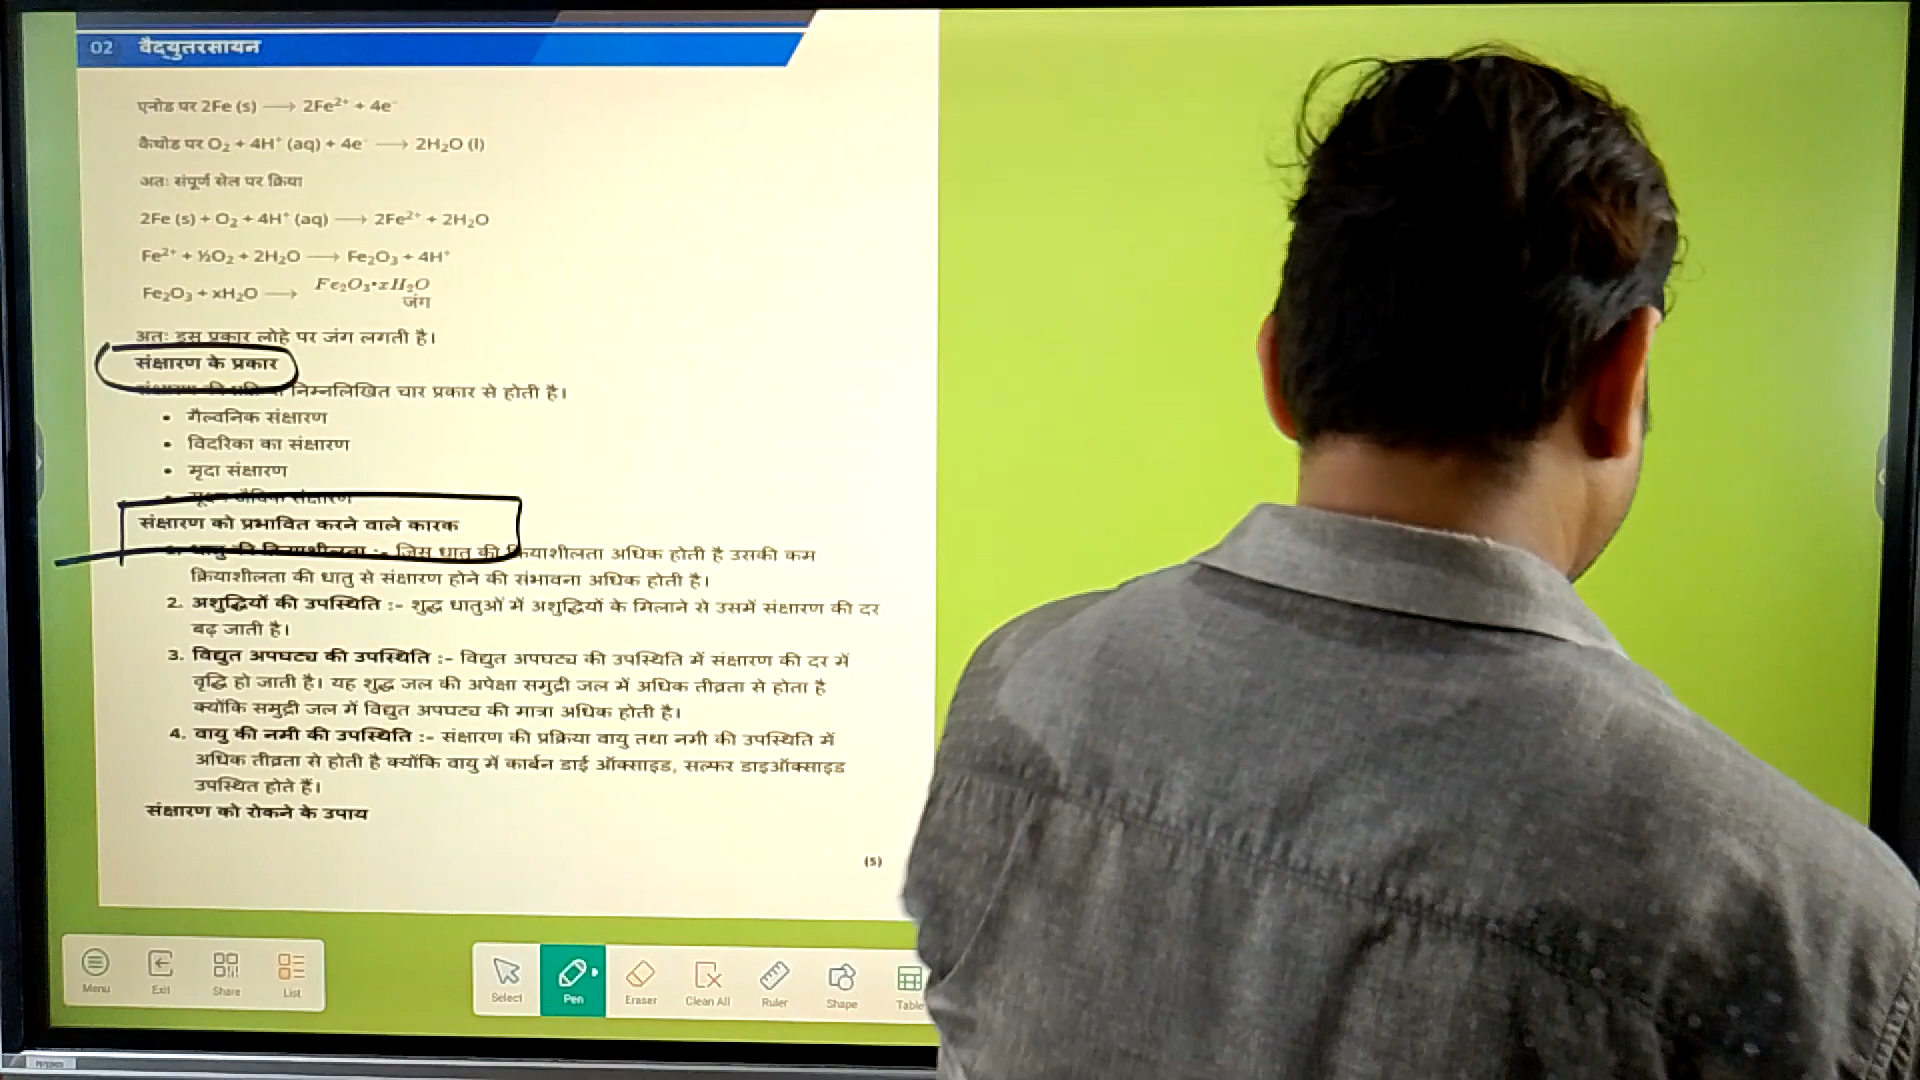 02 वैद्युतरसायन
एनोड पर 2Fe (s) ⟶ 2Fe²⁺ + 4e⁻
कैथोड पर O₂ + 4H⁺ (aq) + 4e⁻ ⟶ 2H₂O (l)
अतः संपूर्ण सेल पर क्रिया
2Fe (s) + O₂ + 4H⁺ (aq) ⟶ 2Fe²⁺ + 2H₂O
Fe²⁺ + ½O₂ + 2H₂O ⟶ Fe₂O₃ + 4H⁺
Fe₂O₃ + xH₂O ⟶ Fe₂O₃•xH₂O
जंग
अतः इस प्रकार लोहे पर जंग लगती है।
संक्षारण के प्रकार
संक्षारण की निम्नलिखित चार प्रकार से होती है।
• गैल्वनिक संक्षारण
• विदरिका का संक्षारण
• मृदा संक्षारण
• संक्षारण
संक्षारण को प्रभावित करने वाले कारक
धातु की क्रियाशीलता :- जिस धातु की क्रियाशीलता अधिक होती है उसकी कम
क्रियाशीलता की धातु से संक्षारण होने की संभावना अधिक होती है।
2. अशुद्धियों की उपस्थिति :- शुद्ध धातुओं में अशुद्धियों के मिलाने से उसमें संक्षारण की दर
बढ़ जाती है।
3. विद्युत अपघट्य की उपस्थिति :- विद्युत अपघट्य की उपस्थिति में संक्षारण की दर में
वृद्धि हो जाती है। यह शुद्ध जल की अपेक्षा समुद्री जल में अधिक तीव्रता से होता है
क्योंकि समुद्री जल में विद्युत अपघट्य की मात्रा अधिक होती है।
4. वायु की नमी की उपस्थिति :- संक्षारण की प्रक्रिया वायु तथा नमी की उपस्थिति में
अधिक तीव्रता से होती है क्योंकि वायु में कार्बन डाई ऑक्साइड, सल्फर डाइऑक्साइड
उपस्थित होते हैं।
संक्षारण को रोकने के उपाय
(5)
Menu Exit Share List Select Pen Eraser Clean All Ruler Shape Table